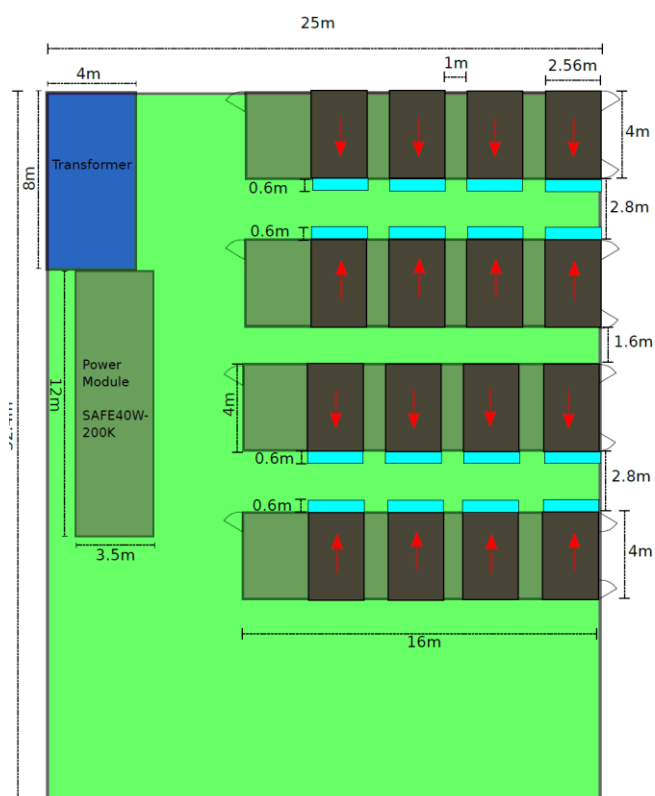 25m
4m
1m
2.56m
Transformer
8m
4m
0.6m
2.8m
0.6m
1.6m
Power
Module
SAFE40W-
200K
12m
4m
0.6m
2.8m
0.6m
4m
3.5m
16m